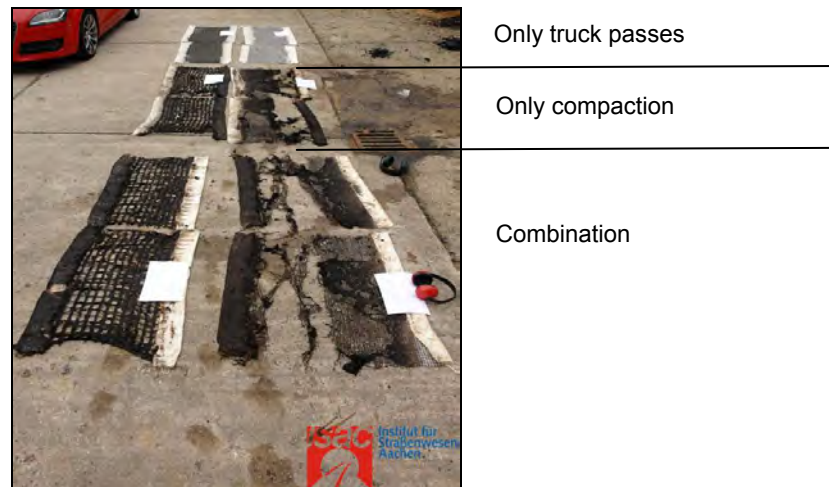 Only truck passes
Only compaction
Combination
isac
Institut für
Straßenwesen
Aachen.